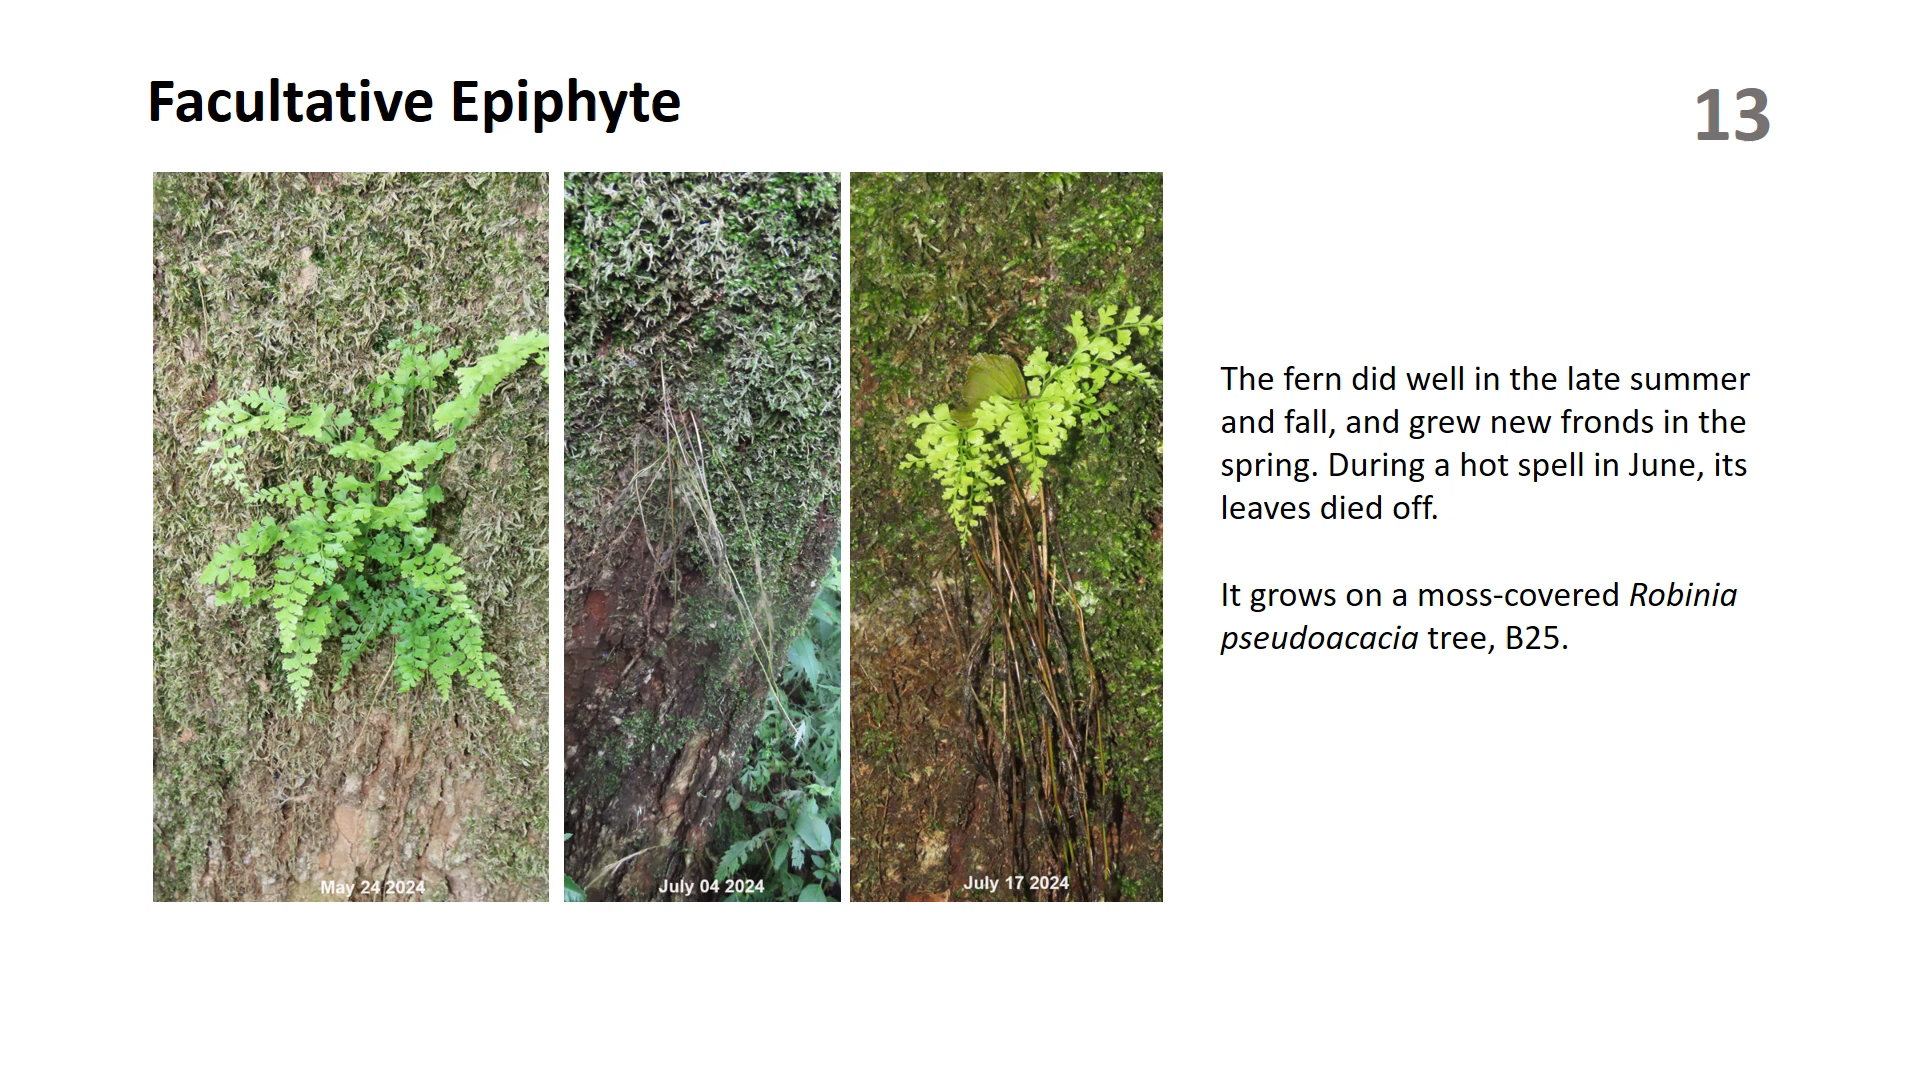 Facultative Epiphyte
13
May 24 2024
July 04 2024
July 17 2024
The fern did well in the late summer
and fall, and grew new fronds in the
spring. During a hot spell in June, its
leaves died off.
It grows on a moss-covered Robinia
pseudoacacia tree, B25.